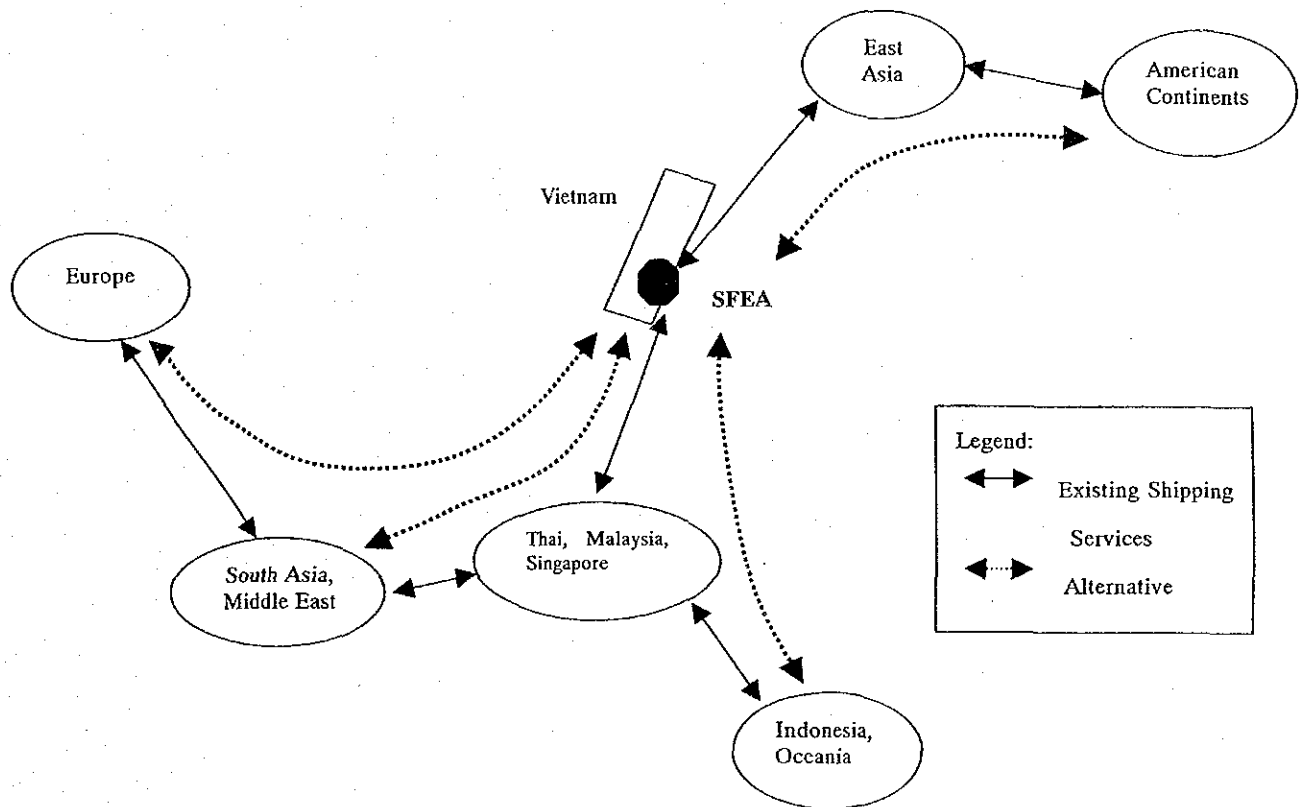 East
Asia
American
Continents
Vietnam
Europe
SFEA
Legend:
Existing Shipping
Services
Alternative
Thai, Malaysia,
Singapore
South Asia,
Middle East
Indonesia,
Occania